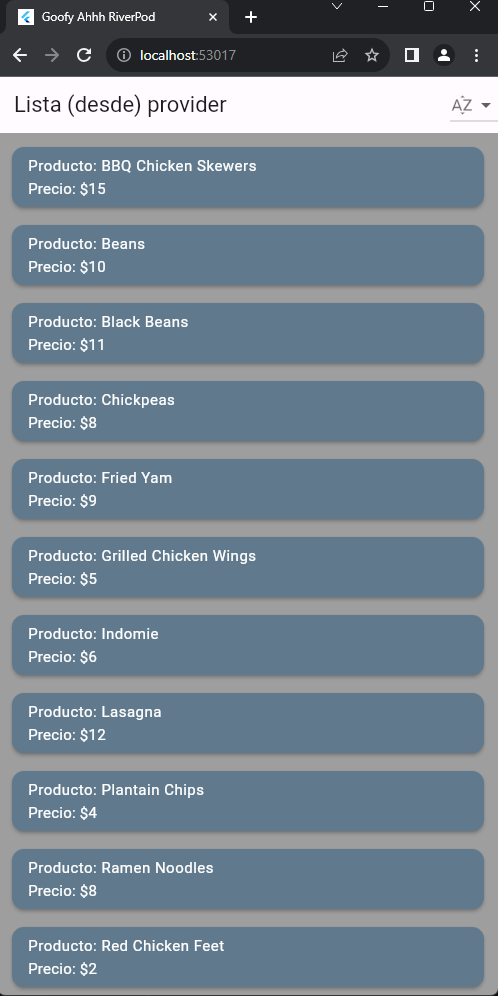 Goofy Ahhh RiverPod
localhost:53017
Lista (desde) provider
AZ
Producto: BBQ Chicken Skewers
Precio: $15
Producto: Beans
Precio: $10
Producto: Black Beans
Precio: $11
Producto: Chickpeas
Precio: $8
Producto: Fried Yam
Precio: $9
Producto: Grilled Chicken Wings
Precio: $5
Producto: Indomie
Precio: $6
Producto: Lasagna
Precio: $12
Producto: Plantain Chips
Precio: $4
Producto: Ramen Noodles
Precio: $8
Producto: Red Chicken Feet
Precio: $2